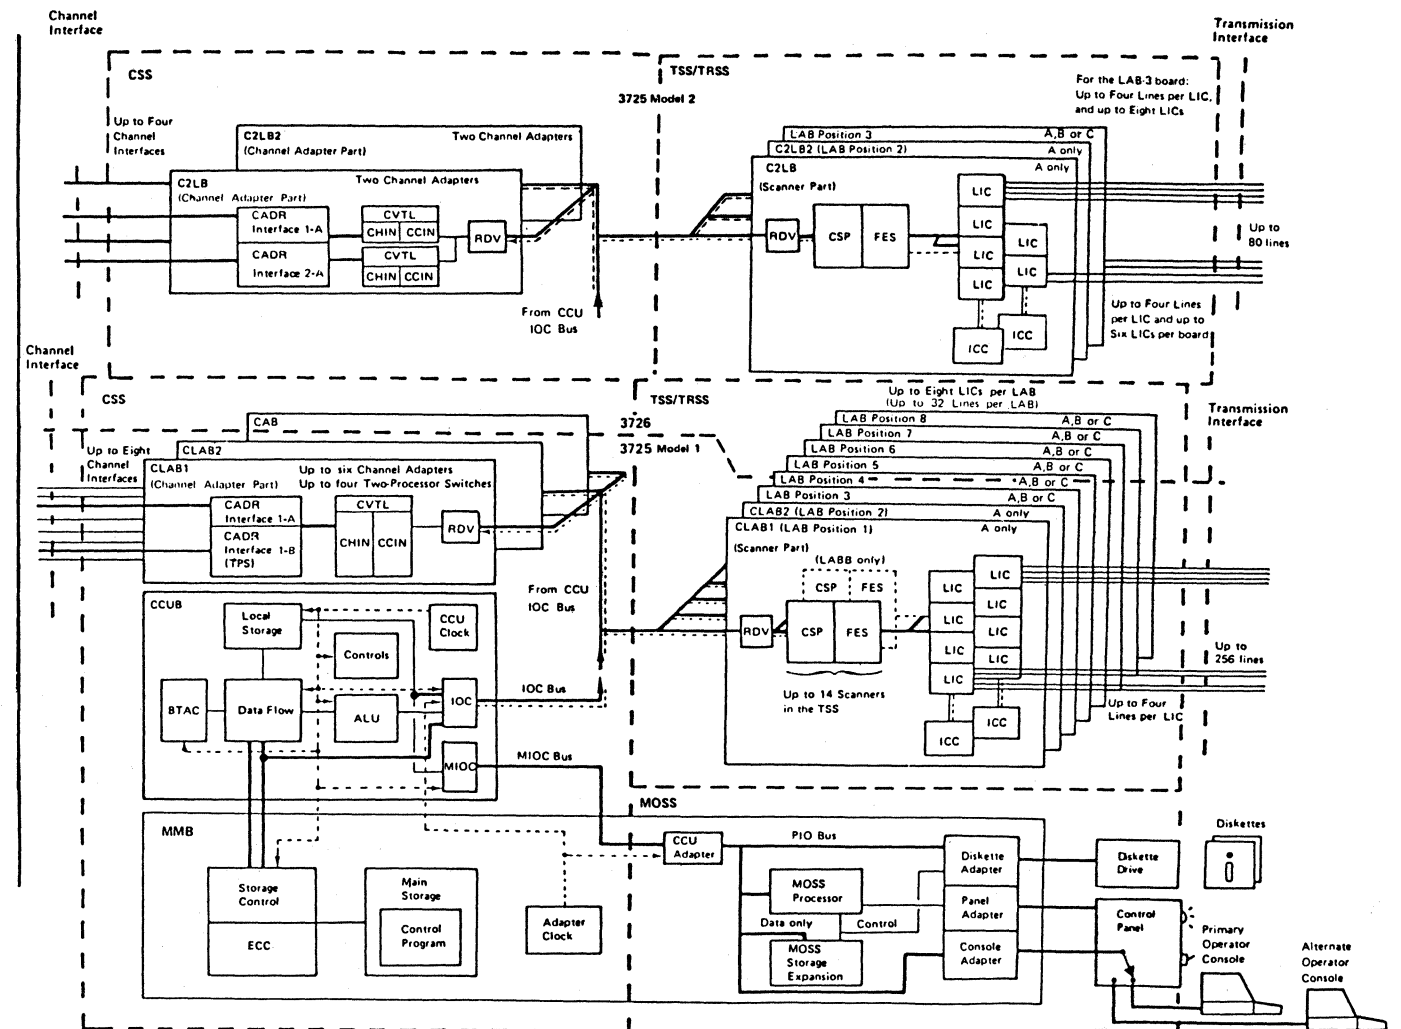 Channel
Interface
Transmission
Interface
CSS
TSS/TRSS
3725 Model 2
For the LAB-3 board:
Up to Four Lines per LIC,
and up to Eight LICs
Up to Four
Channel
Interfaces
C2LB2
Two Channel Adapters
(Channel Adapter Part)
C2LB
Two Channel Adapters
(Channel Adapter Part)
CADR
Interface 1-A
CADR
Interface 2-A
CVTL
CHIN
CCIN
CVTL
CHIN
CCIN
RDV
From CCU
IOC Bus
LAB Position 3
A,B or C
C2LB2 (LAB Position 2)
A only
C2LB
A only
(Scanner Part)
RDV
CSP
FES
LIC
LIC
LIC
LIC
LIC
LIC
ICC
ICC
Up to
80 lines
Up to Four Lines
per LIC and up to
Six LICs per board
Channel
Interface
CSS
TSS/TRSS
3726
3725 Model 1
Up to Eight LICs per LAB
(Up to 32 Lines per LAB)
Transmission
Interface
Up to Eight
Channel
Interfaces
CAB
CLAB2
CLAB1
(Channel Adapter Part)
Up to six Channel Adapters
Up to four Two-Processor Switches
CADR
Interface 1-A
CADR
Interface 1-B
(TPS)
CVTL
CHIN
CCIN
RDV
From CCU
IOC Bus
LAB Position 8
A,B or C
LAB Position 7
A,B or C
LAB Position 6
A,B or C
LAB Position 5
A,B or C
LAB Position 4
A,B or C
LAB Position 3
A,B or C
CLAB2 (LAB Position 2)
A only
CLAB1 (LAB Position 1)
A only
(Scanner Part)
(LABB only)
CSP
FES
RDV
CSP
FES
Up to 14 Scanners
in the TSS
LIC
LIC
LIC
LIC
LIC
LIC
LIC
LIC
ICC
ICC
Up to
256 lines
Up to Four
Lines per LIC
CCUB
Local
Storage
CCU
Clock
Controls
BTAC
Data Flow
ALU
IOC
IOC Bus
MIOC
MIOC Bus
MOSS
MMB
Storage
Control
ECC
Main
Storage
Control
Program
Adapter
Clock
CCU
Adapter
PIO Bus
MOSS
Processor
Data only
Control
MOSS
Storage
Expansion
Diskette
Adapter
Panel
Adapter
Console
Adapter
Diskette
Drive
Diskettes
Control
Panel
Primary
Operator
Console
Alternate
Operator
Console